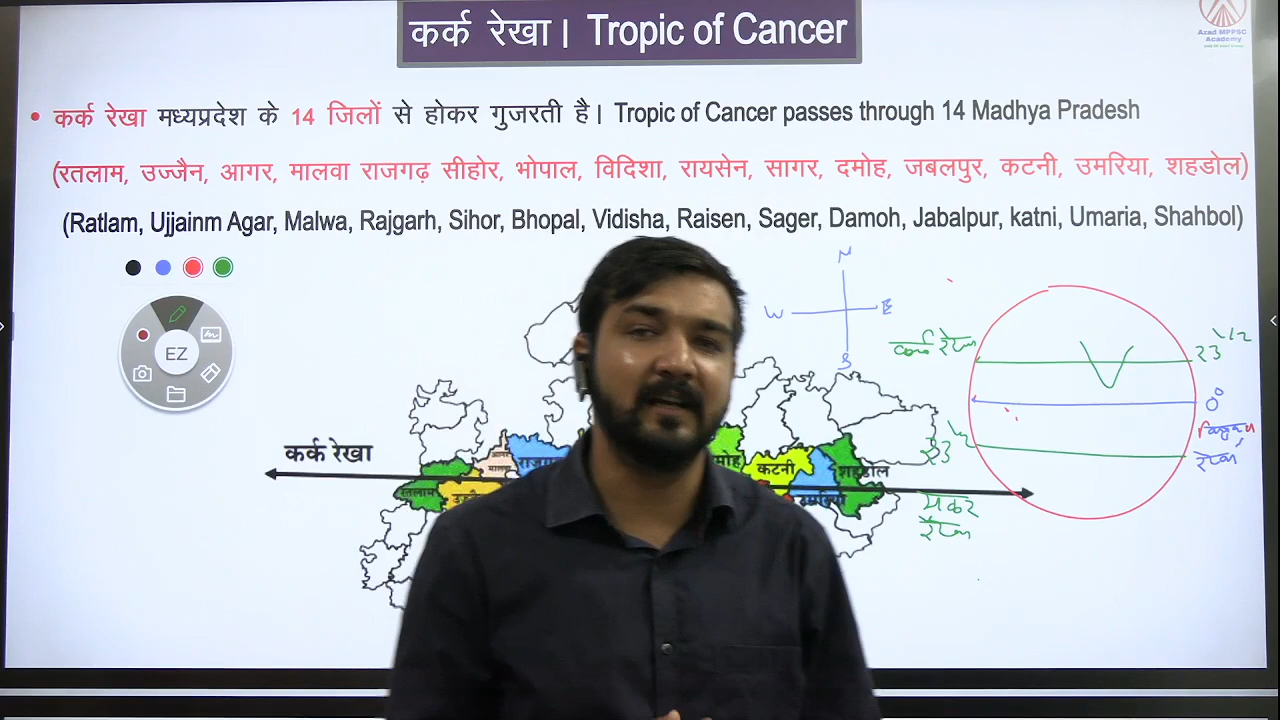 कर्क रेखा। Tropic of Cancer
Azad MPPSC
Academy
• कर्क रेखा मध्यप्रदेश के 14 जिलों से होकर गुजरती है। Tropic of Cancer passes through 14 Madhya Pradesh
(रतलाम, उज्जैन, आगर, मालवा राजगढ़ सीहोर, भोपाल, विदिशा, रायसेन, सागर, दमोह, जबलपुर, कटनी, उमरिया, शहडोल)
(Ratlam, Ujjainm Agar, Malwa, Rajgarh, Sihor, Bhopal, Vidisha, Raisen, Sager, Damoh, Jabalpur, katni, Umaria, Shahbol)
N
W E
S
EZ
कर्क रेखा 23 1/2
0°
रेखा
23 1/2
मकर
रेखा
कर्क रेखा
रतलाम
कटनी
शहडोल
उमरिया